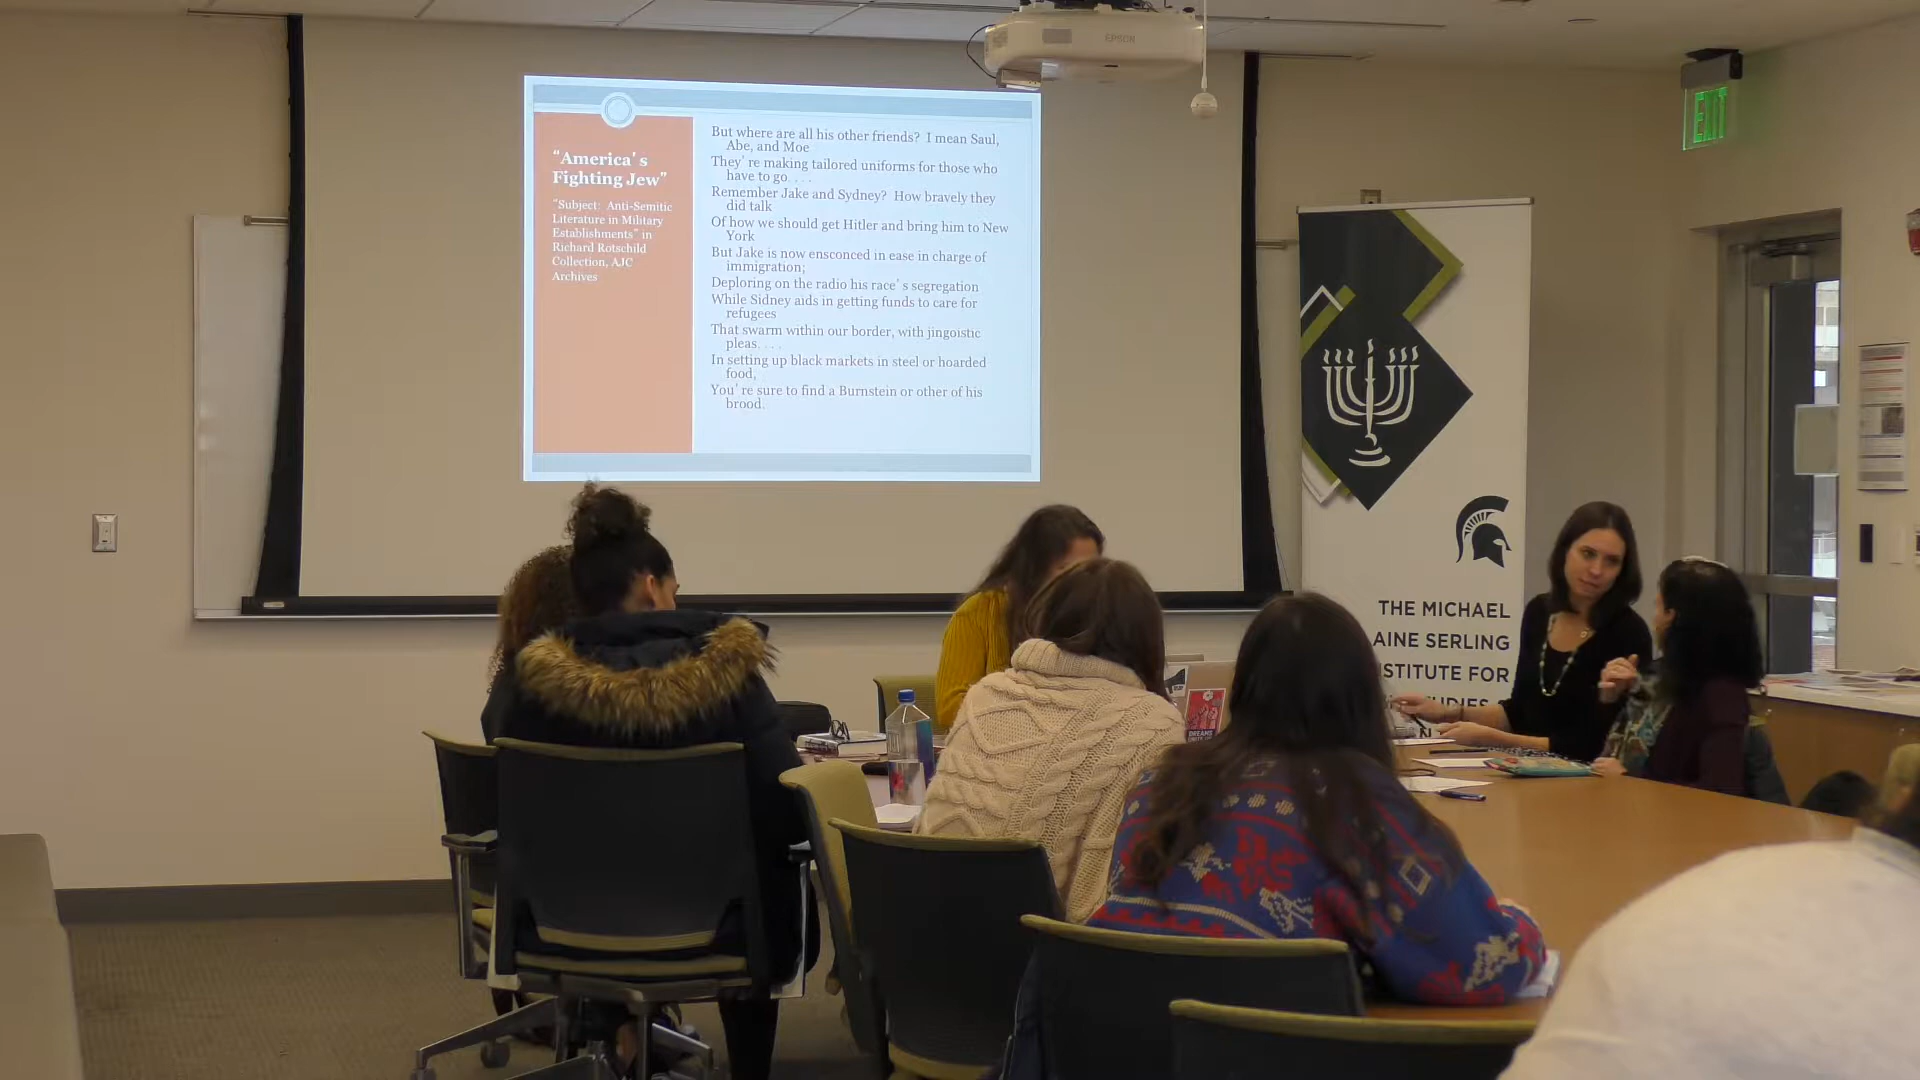 EPSON
EXIT
“America's
Fighting Jew”
“Subject: Anti-Semitic
Literature in Military
Establishments” in
Richard Rotschild
Collection, AJC
Archives
But where are all his other friends? I mean Saul,
Abe, and Moe
They're making tailored uniforms for those who
have to go. . . .
Remember Jake and Sydney? How bravely they
did talk
Of how we should get Hitler and bring him to New
York
But Jake is now ensconced in ease in charge of
immigration;
Deploring on the radio his race's segregation
While Sidney aids in getting funds to care for
refugees
That swarm within our border, with jingoistic
pleas. . . .
In setting up black markets in steel or hoarded
food,
You're sure to find a Burnstein or other of his
brood.
THE MICHAEL
AINE SERLING
STITUTE FOR
UDIES
N
DREAMS